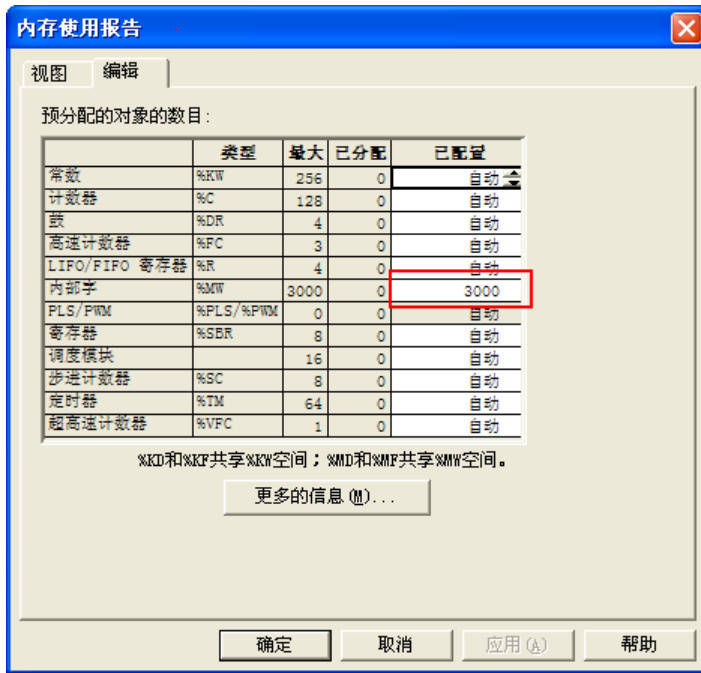 内存使用报告
视图 编辑
预分配的对象的数目:
类型 最大 已分配 已配置
常数 %KW 256 0 自动
计数器 %C 128 0 自动
鼓 %DR 4 0 自动
高速计数器 %FC 3 0 自动
LIFO/FIFO 寄存器 %R 4 0 自动
内部字 %MW 3000 0 3000
PLS/PWM %PLS/%PWM 0 0 自动
寄存器 %SBR 8 0 自动
调度模块 16 0 自动
步进计数器 %SC 8 0 自动
定时器 %TM 64 0 自动
超高速计数器 %VFC 1 0 自动
%KD和%KF共享%KW空间；%MD和%MF共享%MW空间。
更多的信息(M)...
确定 取消 应用(A) 帮助